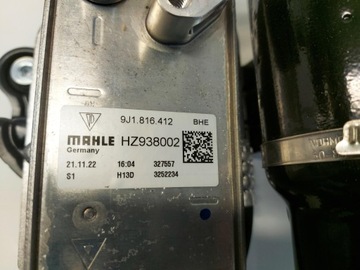 9J1.816.412 BHE
MAHLE HZ938002
Germany
21.11.22 16:04 327557
S1 H13D 3252234